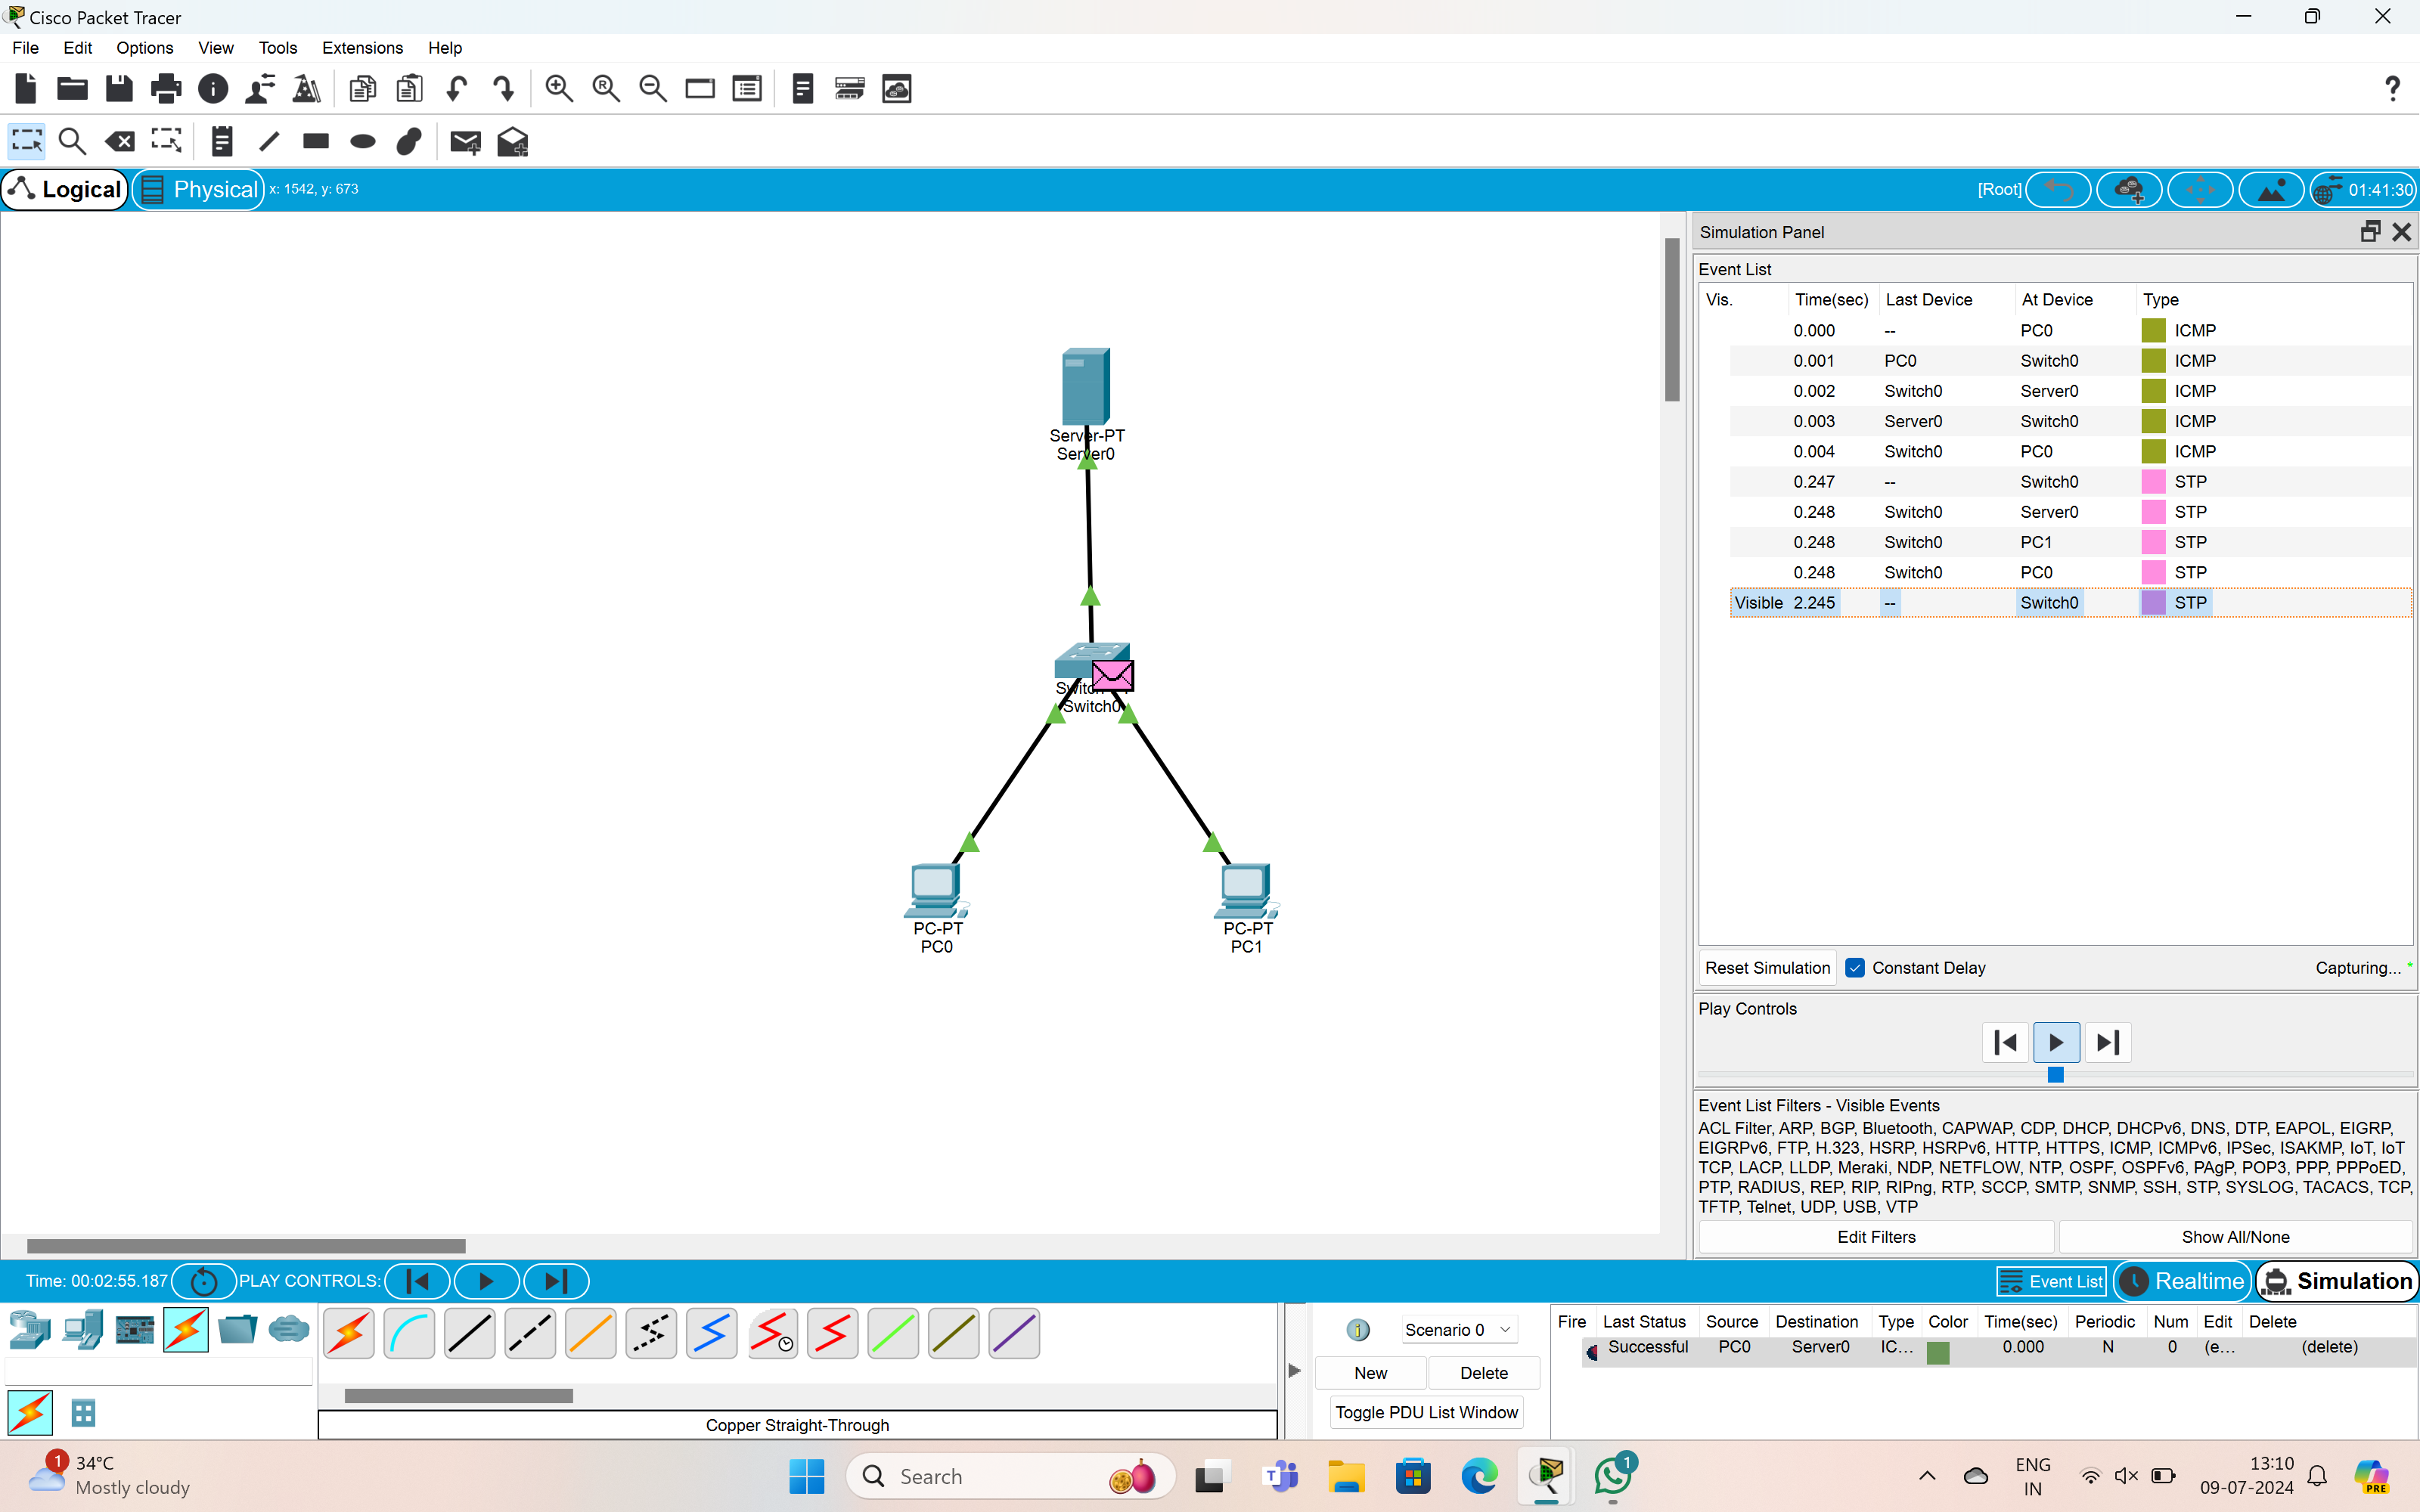 Cisco Packet Tracer
File Edit Options View Tools Extensions Help
Logical Physical x: 1542, y: 673 [Root] 01:41:30
Simulation Panel
Event List
Vis. Time(sec) Last Device At Device Type
0.000 -- PC0 ICMP
0.001 PC0 Switch0 ICMP
0.002 Switch0 Server0 ICMP
0.003 Server0 Switch0 ICMP
0.004 Switch0 PC0 ICMP
0.247 -- Switch0 STP
0.248 Switch0 Server0 STP
0.248 Switch0 PC1 STP
0.248 Switch0 PC0 STP
Visible 2.245 -- Switch0 STP
Server-PT
Server0
Switch0
PC-PT
PC0
PC-PT
PC1
Reset Simulation Constant Delay Capturing... *
Play Controls
Event List Filters - Visible Events
ACL Filter, ARP, BGP, Bluetooth, CAPWAP, CDP, DHCP, DHCPv6, DNS, DTP, EAPOL, EIGRP,
EIGRPv6, FTP, H.323, HSRP, HSRPv6, HTTP, HTTPS, ICMP, ICMPv6, IPSec, ISAKMP, IoT, IoT
TCP, LACP, LLDP, Meraki, NDP, NETFLOW, NTP, OSPF, OSPFv6, PAgP, POP3, PPP, PPPoED,
PTP, RADIUS, REP, RIP, RIPng, RTP, SCCP, SMTP, SNMP, SSH, STP, SYSLOG, TACACS, TCP,
TFTP, Telnet, UDP, USB, VTP
Edit Filters Show All/None
Time: 00:02:55.187 PLAY CONTROLS: Event List Realtime Simulation
Scenario 0
New Delete
Toggle PDU List Window
Fire Last Status Source Destination Type Color Time(sec) Periodic Num Edit Delete
Successful PC0 Server0 IC... 0.000 N 0 (e... (delete)
Copper Straight-Through
1 34°C
Mostly cloudy
Search
1
ENG
IN
13:10
09-07-2024
PRE